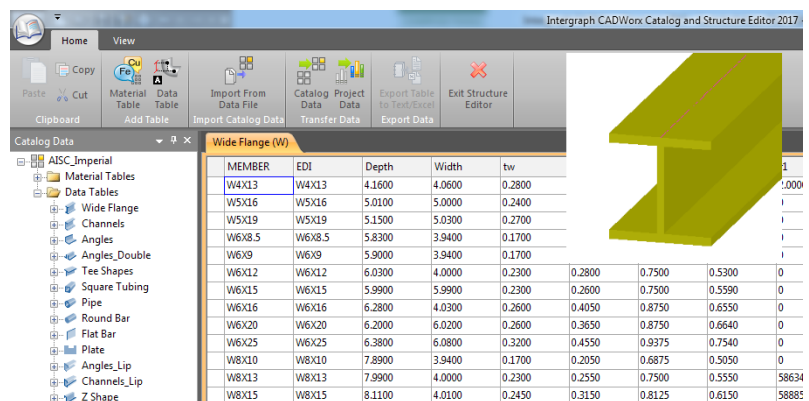 Intergraph CADWorx Catalog and Structure Editor 2017 -
Home View
Paste Copy Cut Material Table Data Table Import From Data File Catalog Data Project Data Export Table to Text/Excel Exit Structure Editor
Clipboard Add Table Import Catalog Data Transfer Data Export Data
Catalog Data
AISC_Imperial
Material Tables
Data Tables
Wide Flange
Channels
Angles
Angles_Double
Tee Shapes
Square Tubing
Pipe
Round Bar
Flat Bar
Plate
Angles_Lip
Channels_Lip
Z Shape
Wide Flange (W)
MEMBER EDI Depth Width tw
W4X13 W4X13 4.1600 4.0600 0.2800
W5X16 W5X16 5.0100 5.0000 0.2400
W5X19 W5X19 5.1500 5.0300 0.2700
W6X8.5 W6X8.5 5.8300 3.9400 0.1700
W6X9 W6X9 5.9000 3.9400 0.1700
W6X12 W6X12 6.0300 4.0000 0.2300 0.2800 0.7500 0.5300 0
W6X15 W6X15 5.9900 5.9900 0.2300 0.2600 0.7500 0.5590 0
W6X16 W6X16 6.2800 4.0300 0.2600 0.4050 0.8750 0.6550 0
W6X20 W6X20 6.2000 6.0200 0.2600 0.3650 0.8750 0.6640 0
W6X25 W6X25 6.3800 6.0800 0.3200 0.4550 0.9375 0.7540 0
W8X10 W8X10 7.8900 3.9400 0.1700 0.2050 0.6875 0.5050 0
W8X13 W8X13 7.9900 4.0000 0.2300 0.2550 0.7500 0.5550 58634
W8X15 W8X15 8.1100 4.0100 0.2450 0.3150 0.8125 0.6150 58885